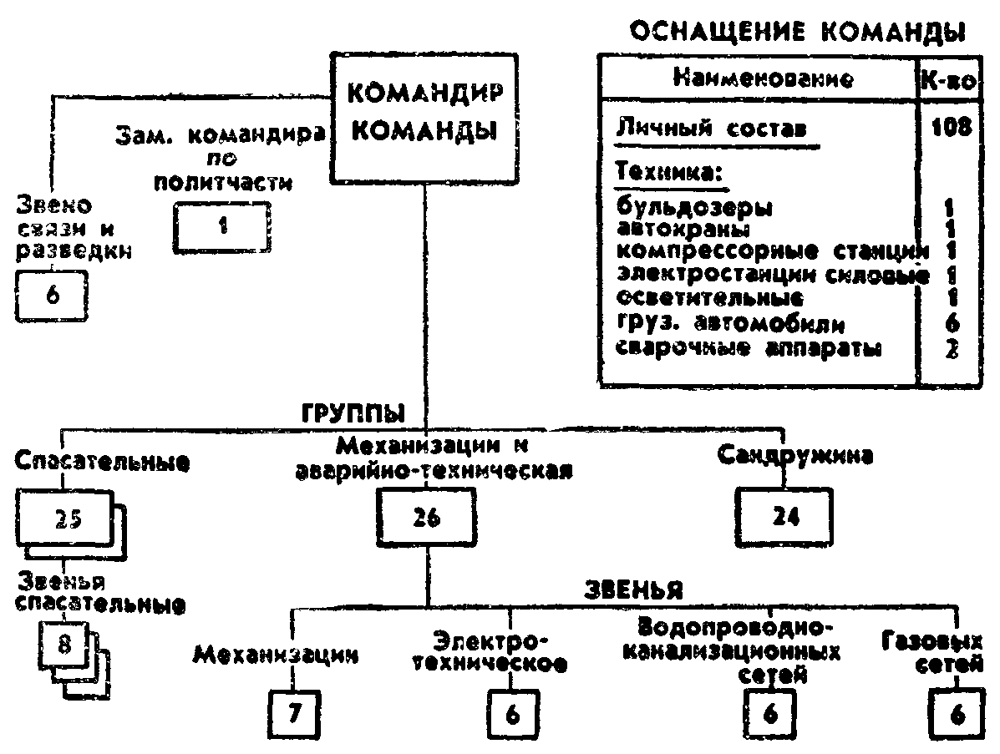 ОСНАЩЕНИЕ КОМАНДЫ
Наименование К-во
Личный состав 108
Техника:
бульдозеры 1
автокраны 1
компрессорные станции 1
электростанции силовые 1
осветительные 1
груз. автомобили 6
сварочные аппараты 2
КОМАНДИР
КОМАНДЫ
Зам. командира
по
политчасти
1
Звено
связи и
разведки
6
ГРУППЫ
Спасательные
25
Звенья
спасательные
8
Механизации и
аварийно-техническая
26
Сандружина
24
ЗВЕНЬЯ
Механизации
7
Электро-
техническое
6
Водопроводно-
канализационных
сетей
6
Газовых
сетей
6